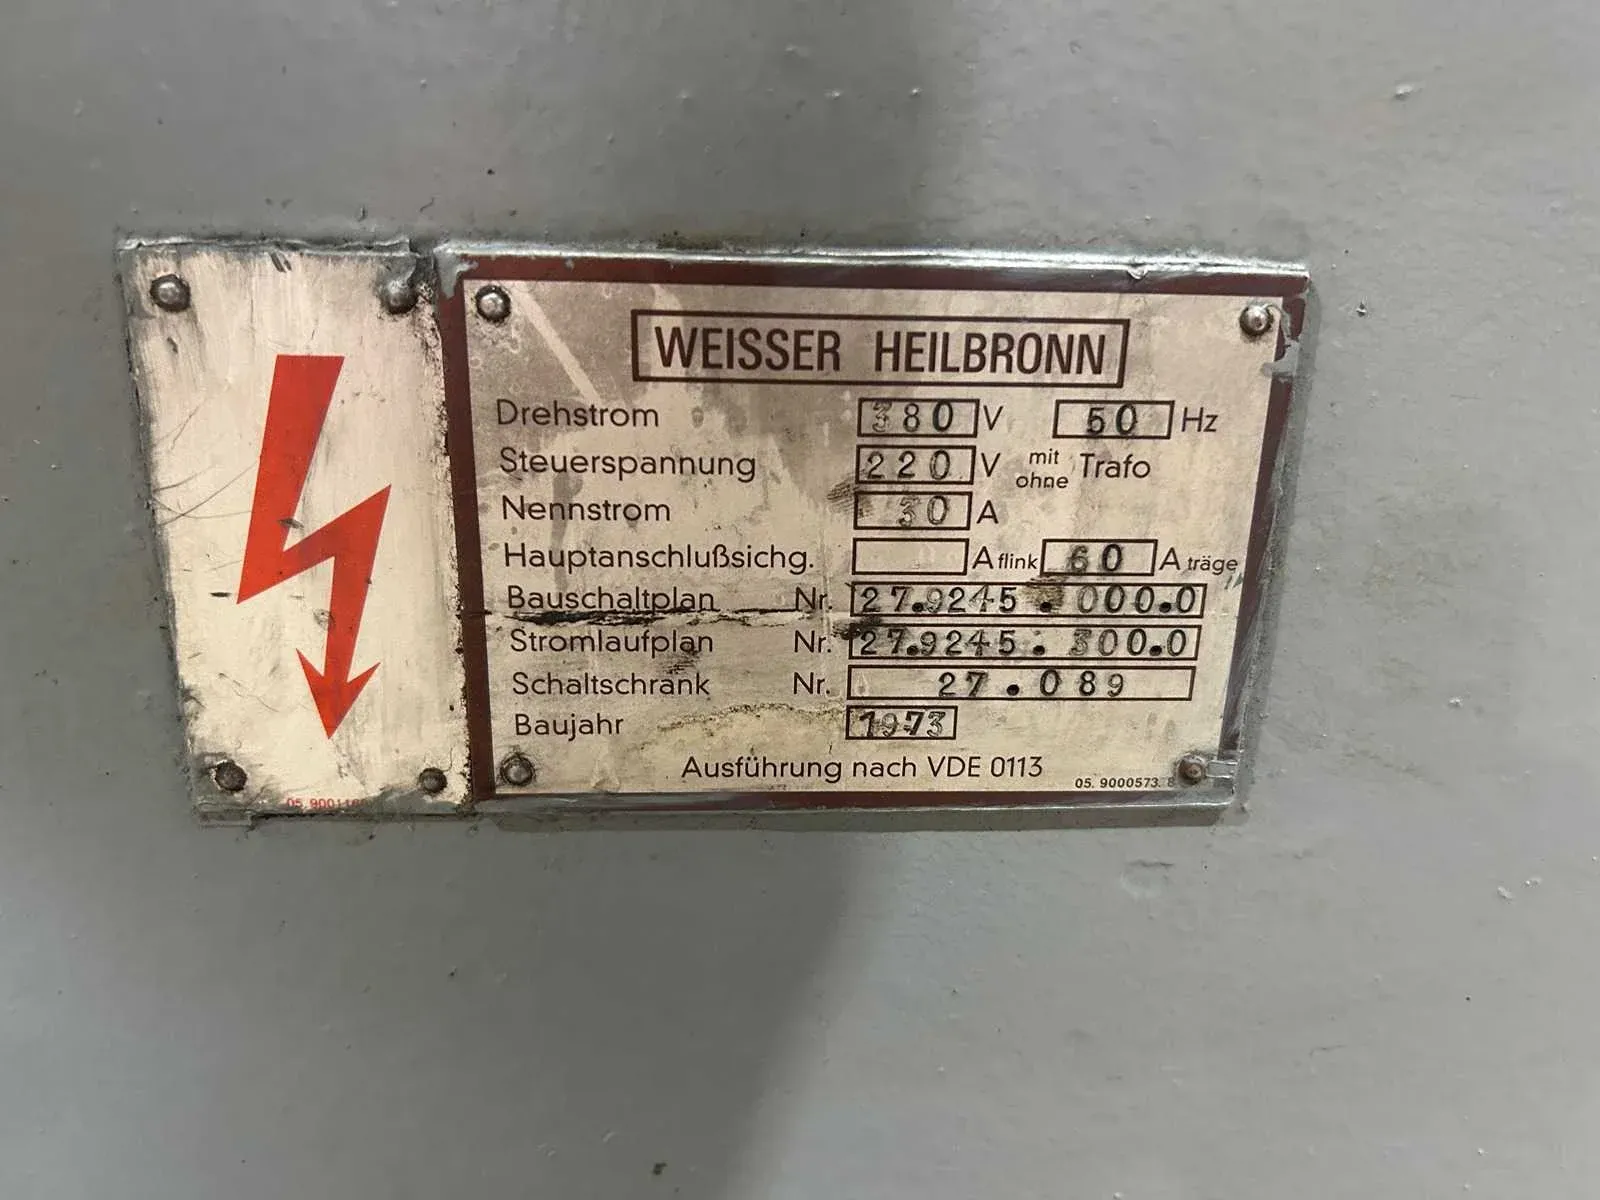 WEISSER HEILBRONN
Drehstrom 380 V 50 Hz
Steuerspannung 220 V mit ohne Trafo
Nennstrom 30 A
Hauptanschlußsichg. A flink 60 A träge
Bauschaltplan Nr. 27.9245.000.0
Stromlaufplan Nr. 27.9245.300.0
Schaltschrank Nr. 27.089
Baujahr 1973
Ausführung nach VDE 0113
05. 9000573. 8